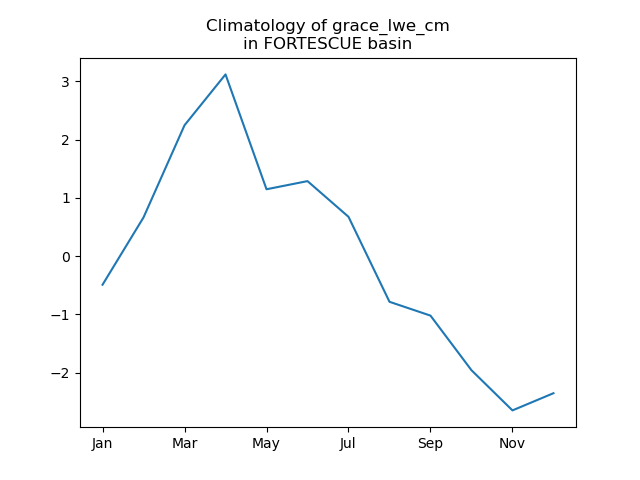 Climatology of grace_lwe_cm
in FORTESCUE basin
3
2
1
0
−1
−2
Jan
Mar
May
Jul
Sep
Nov